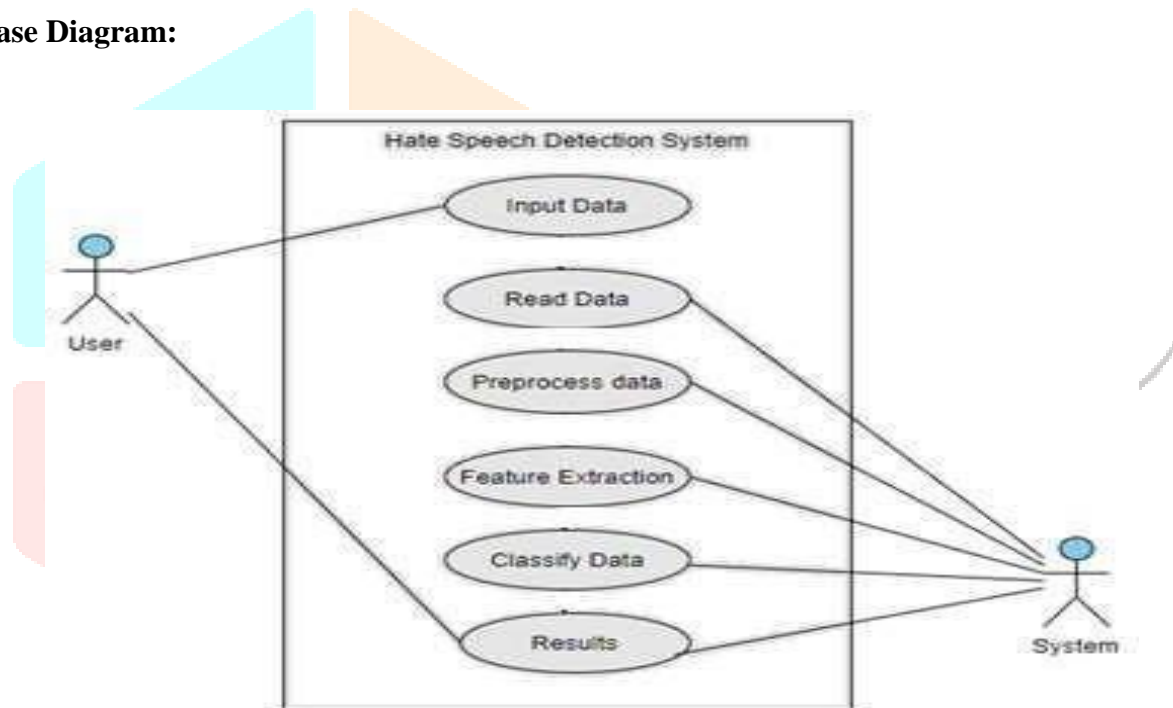 ase Diagram:
Hate Speech Detection System
Input Data
Read Data
User
Preprocess data
Feature Extraction
Classify Data
Results
System